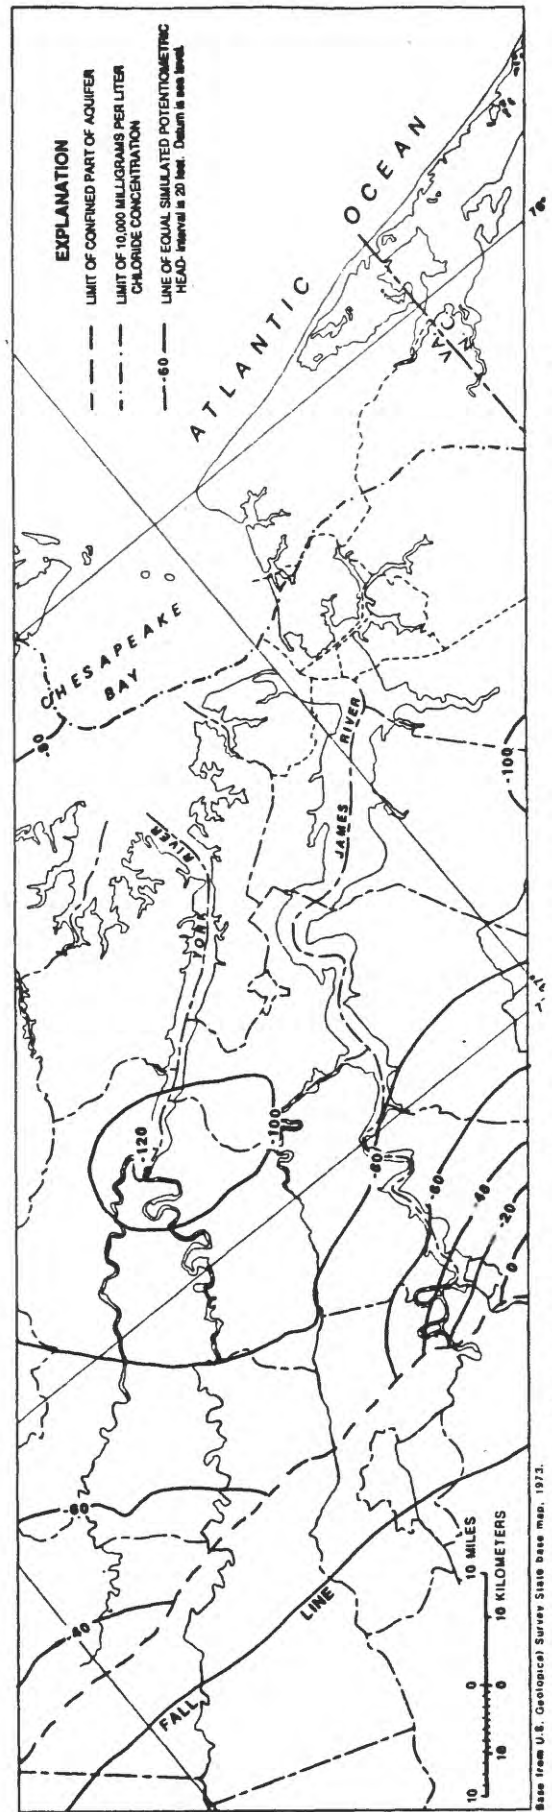 EXPLANATION
LIMIT OF CONFINED PART OF AQUIFER
LIMIT OF 10,000 MILLIGRAMS PER LITER
CHLORIDE CONCENTRATION
-60
LINE OF EQUAL SIMULATED POTENTIOMETRIC
HEAD- Interval is 20 feet. Datum is sea level.
ATLANTIC OCEAN
CHESAPEAKE
BAY
VA.
N.C.
YORK RIVER
JAMES RIVER
-80
-100
-120
-100
-80
-60
-40
-20
0
-60
-40
FALL LINE
10 0 10 MILES
10 0 10 KILOMETERS
Base from U.S. Geological Survey State base map, 1973.